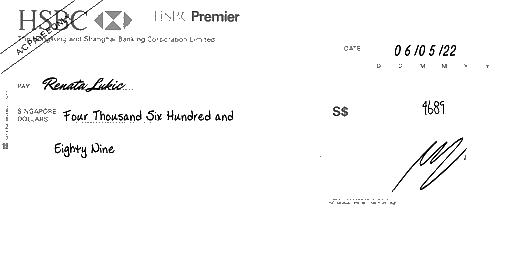 HSBC HSBC Premier
A/C PAYEE ONLY
The Hongkong and Shanghai Banking Corporation Limited
DATE 06/05/22
D D M M Y Y
PAY Renata Lukic
SINGAPORE DOLLARS Four Thousand Six Hundred and
S$ 4689
Eighty Nine